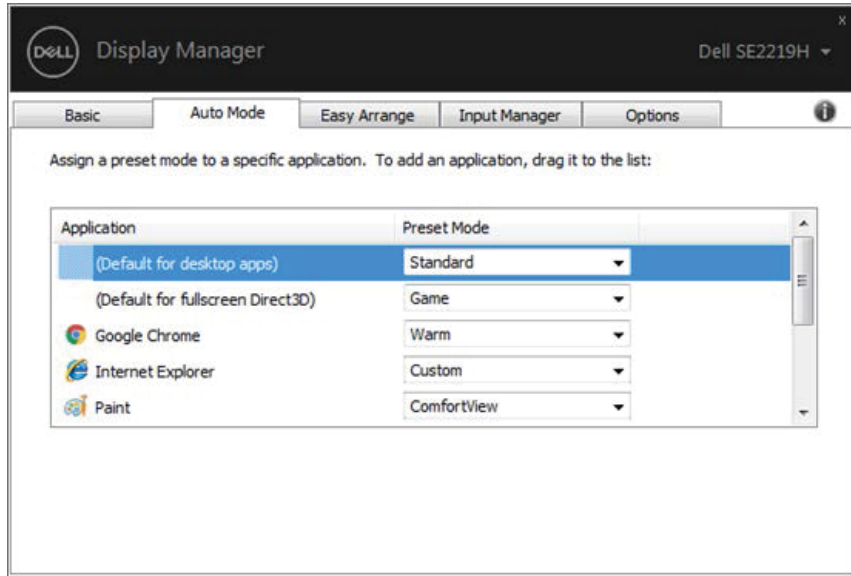 x
DELL Display Manager Dell SE2219H
Basic Auto Mode Easy Arrange Input Manager Options i
Assign a preset mode to a specific application. To add an application, drag it to the list:
Application Preset Mode
(Default for desktop apps) Standard
(Default for fullscreen Direct3D) Game
Google Chrome Warm
Internet Explorer Custom
Paint ComfortView